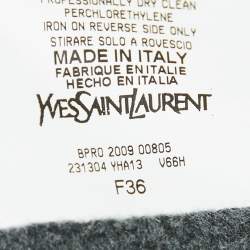 PROFESSIONALLY DRY CLEAN
PERCHLORETHYLENE
IRON ON REVERSE SIDE ONLY
STIRARE SOLO A ROVESCIO
MADE IN ITALY
FABRIQUE EN ITALIE
HECHO EN ITALIA
YVESSAINTLAURENT
BPRO 2009 00805
231304 YHA13 V66H
F36